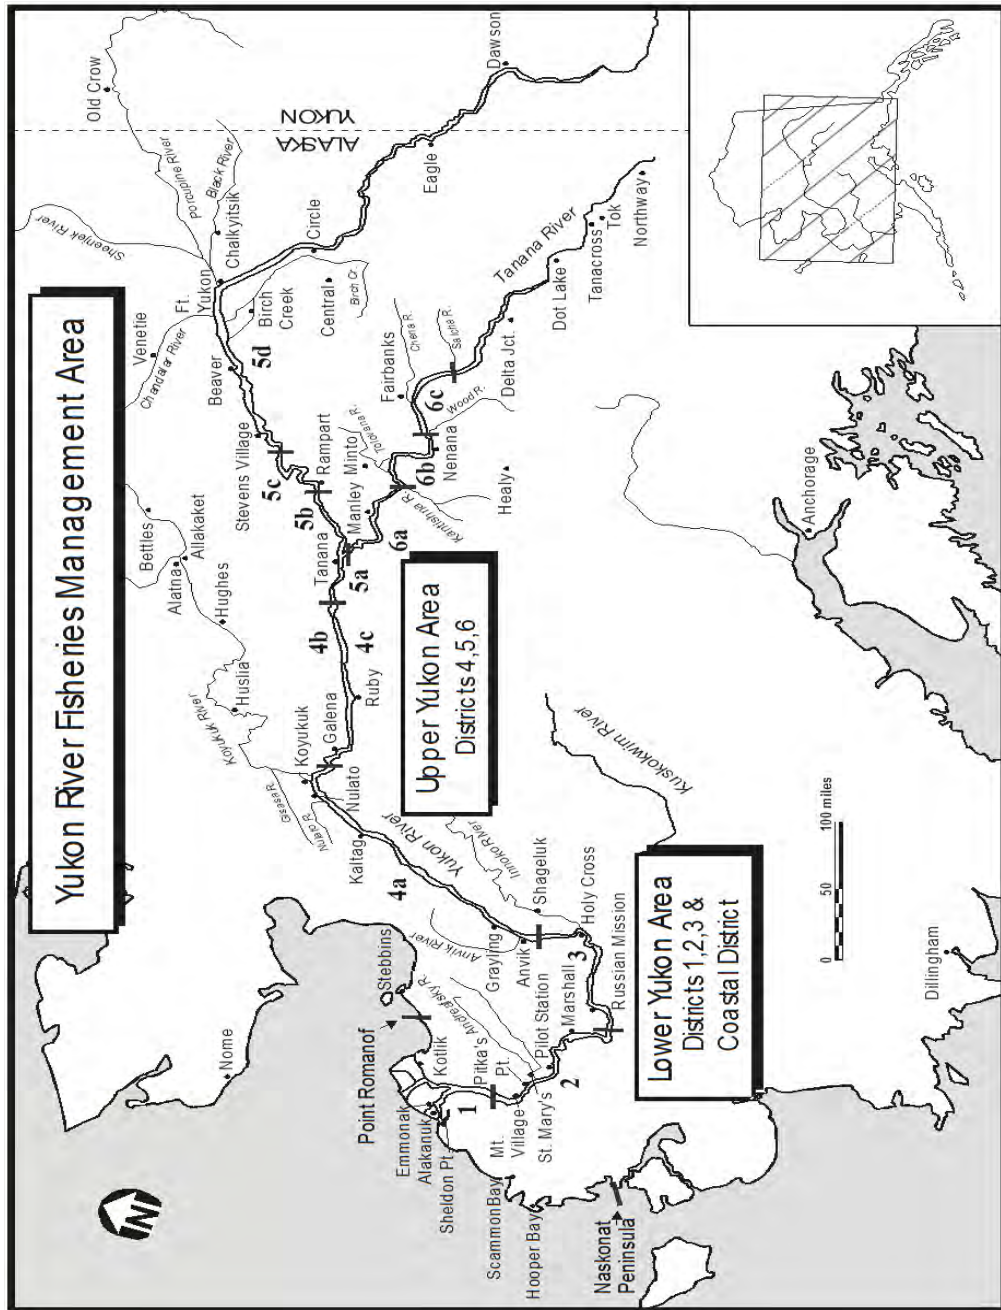 Yukon River Fisheries Management Area
Old Crow
Dawson
YUKON
ALASKA
Porcupine River
Black River
Sheenjek River
Chalkyitsik
Eagle
Circle
Ft.
Yukon
Venetie
Chandalar River
Birch
Creek
Central
Birch Cr.
Beaver
5d
Tanana River
Northway
Tok
Tanacross
Dot Lake
Delta Jct.
Fairbanks
Chena R.
Salcha R.
6c
Wood R.
Stevens Village
5c
Rampart
Minto
Tolovana R.
Nenana
6b
Healy
Kantishna R.
Manley
5b
6a
Bettles
Allakaket
Alatna
Hughes
Tanana
5a
4b
4c
Huslia
Koyukuk River
Ruby
Galena
Koyukuk
Nulato
Gisasa R.
Nulato R.
Kaltag
Yukon River
4a
Upper Yukon Area
Districts 4,5,6
Innoko River
Kuskokwim River
Shageluk
Holy Cross
Anvik
Grayling
Anvik River
3
Russian Mission
Marshall
Pilot Station
Stebbins
Andreafsky R.
Point Romanof
Kotlik
Pitka's
Pt.
2
1
Emmonak
Alakanuk
Sheldon Pt.
Mt.
Village
St. Mary's
Scammon Bay
Hooper Bay
Naskonat
Peninsula
Nome
Lower Yukon Area
Districts 1,2,3 &
Coastal District
0 50 100 miles
Dillingham
Anchorage
N